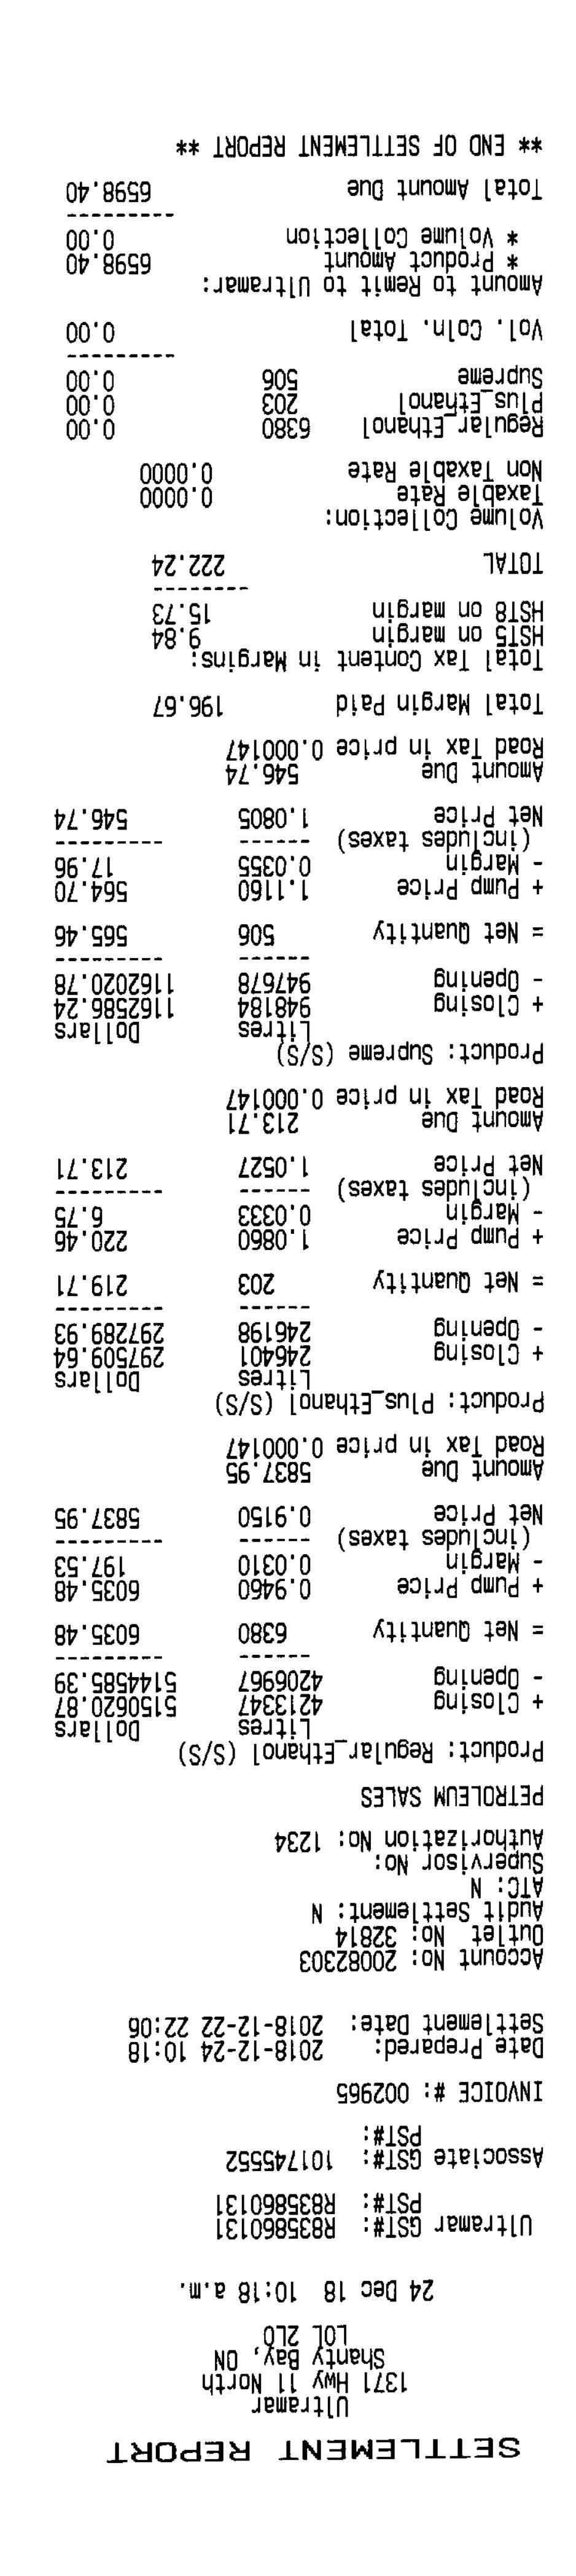 SETTLEMENT REPORT
Ultramar
1371 Hwy 11 North
Shanty Bay, ON
L0L 2L0
24 Dec 18 10:18 a.m.
Ultramar GST#: R835860131
PST#: R835860131
Associate GST#: 101745552
PST#:
INVOICE #: 002965
Date Prepared: 2018-12-24 10:18
Settlement Date: 2018-12-22 22:06
Account No: 20082303
Outlet No: 32814
Audit Settlement: N
ATC: N
Supervisor No:
Authorization No: 1234
PETROLEUM SALES
Product: Regular_Ethanol (S/S)
Litres Dollars
+ Closing 4213347 5150620.87
- Opening 4206967 5144585.39
------ ---------
= Net Quantity 6380 6035.48
+ Pump Price 0.9460 6035.48
- Margin 0.0310 197.53
(includes taxes) ------ ---------
Net Price 0.9150 5837.95
Amount Due 5837.95
Road Tax in price 0.000147
Product: Plus_Ethanol (S/S)
Litres Dollars
+ Closing 246401 297509.64
- Opening 246198 297289.93
------ ---------
= Net Quantity 203 219.71
+ Pump Price 1.0860 220.46
- Margin 0.0333 6.75
(includes taxes) ------ ---------
Net Price 1.0527 213.71
Amount Due 213.71
Road Tax in price 0.000147
Product: Supreme (S/S)
Litres Dollars
+ Closing 948184 1162586.24
- Opening 947678 1162020.78
------ ---------
= Net Quantity 506 565.46
+ Pump Price 1.1160 564.70
- Margin 0.0355 17.96
(includes taxes) ------ ---------
Net Price 1.0805 546.74
Amount Due 546.74
Road Tax in price 0.000147
Total Margin Paid 196.67
Total Tax Content in Margins:
HST5 on margin 9.84
HST8 on margin 15.73
--------
TOTAL 222.24
Volume Collection:
Taxable Rate 0.0000
Non Taxable Rate 0.0000
Regular_Ethanol 6380 0.00
Plus_Ethanol 203 0.00
Supreme 506 0.00
---------
Vol. Coln. Total 0.00
Amount to Remit to Ultramar:
* Product Amount 6598.40
* Volume Collection 0.00
---------
Total Amount Due 6598.40
** END OF SETTLEMENT REPORT **